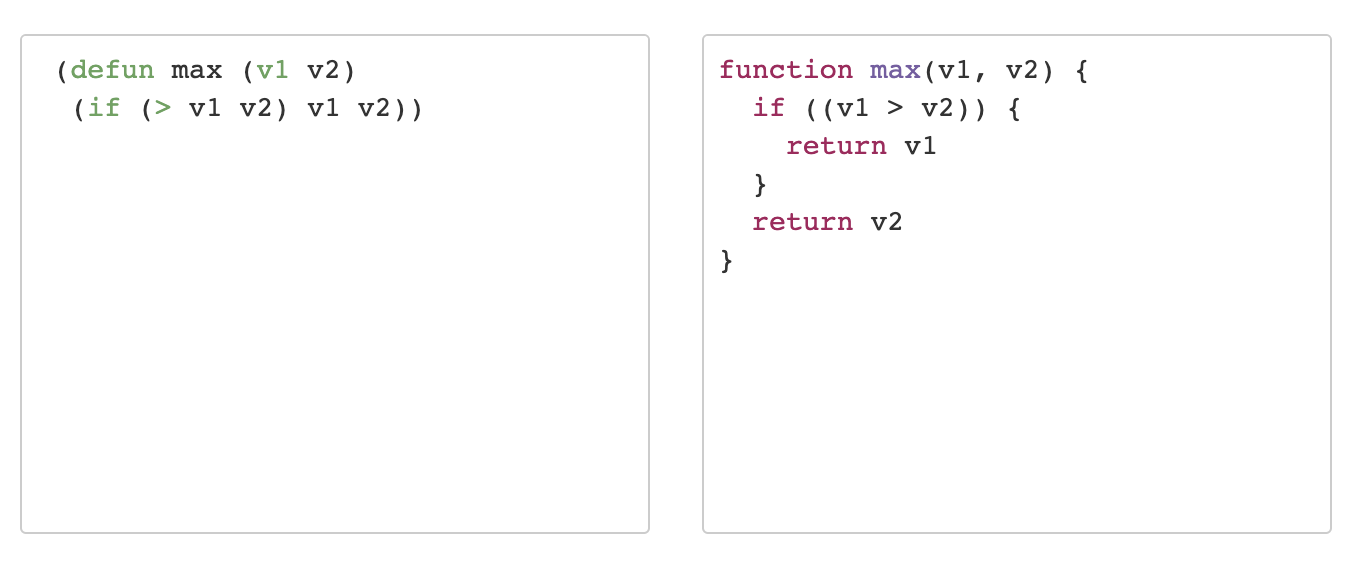 (defun max (v1 v2)
(if (> v1 v2) v1 v2))
function max(v1, v2) {
if ((v1 > v2)) {
return v1
}
return v2
}